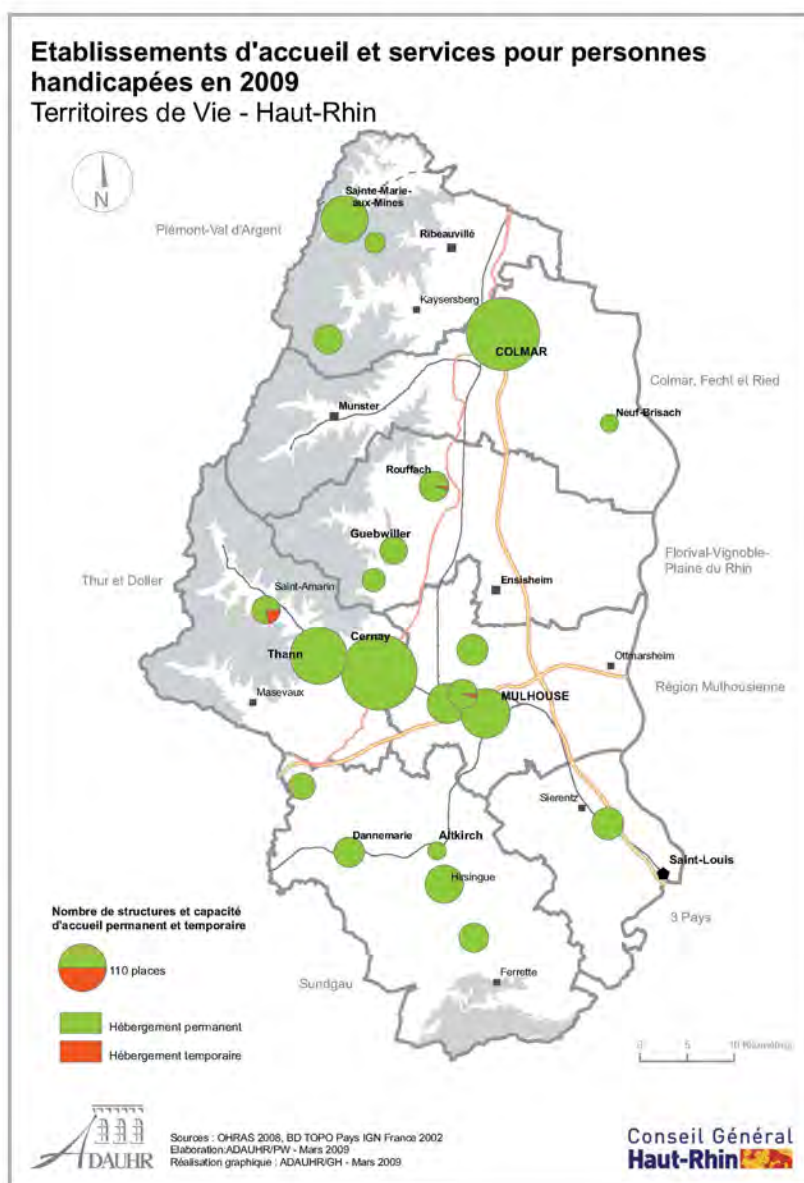 Etablissements d'accueil et services pour personnes
handicapées en 2009
Territoires de Vie - Haut-Rhin
N
Sainte-Marie-
aux-Mines
Piémont-Val d'Argent
Ribeauvillé
Kaysersberg
COLMAR
Colmar, Fecht et Ried
Munster
Neuf-Brisach
Rouffach
Guebwiller
Florival-Vignoble-
Plaine du Rhin
Ensisheim
Thur et Doller
Saint-Amarin
Cernay
Thann
Ottmarsheim
Région Mulhousienne
MULHOUSE
Masevaux
Sierentz
Dannemarie
Altkirch
Saint-Louis
Hirsingue
3 Pays
Nombre de structures et capacité
d'accueil permanent et temporaire
110 places
Sundgau
Ferrette
Hébergement permanent
Hébergement temporaire
0 5 10 Kilomètres
ADAUHR
Sources : OHRAS 2008, BD TOPO Pays IGN France 2002
Elaboration:ADAUHR/PW - Mars 2009
Réalisation graphique : ADAUHR/GH - Mars 2009
Conseil Général
Haut-Rhin